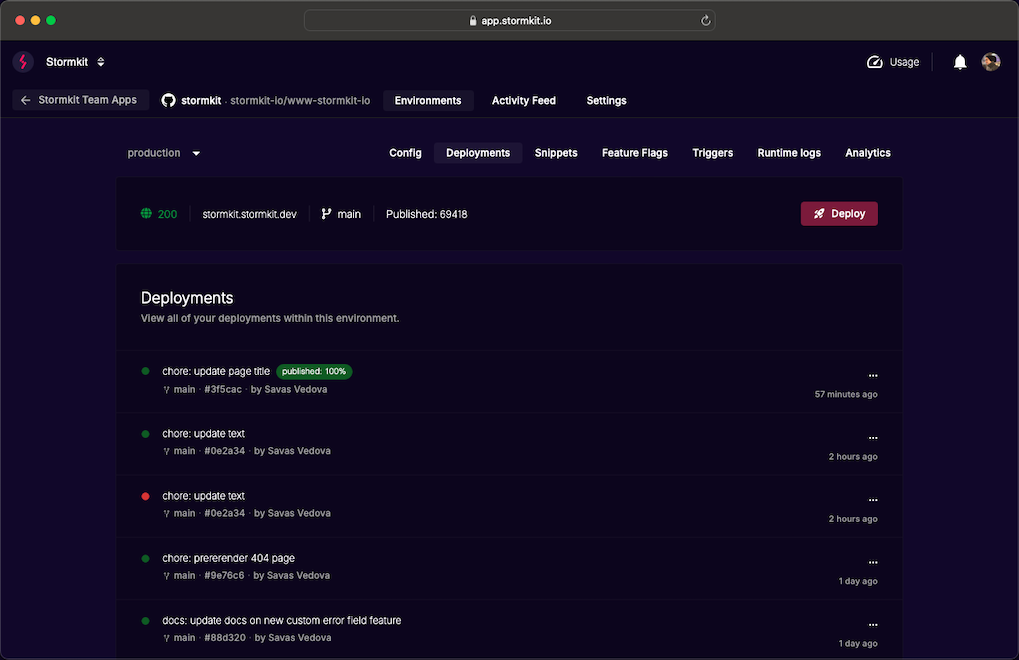 app.stormkit.io
Stormkit
Usage
Stormkit Team Apps
stormkit · stormkit-io/www-stormkit-io
Environments
Activity Feed
Settings
production
Config
Deployments
Snippets
Feature Flags
Triggers
Runtime logs
Analytics
200
stormkit.stormkit.dev
main
Published: 69418
Deploy
Deployments
View all of your deployments within this environment.
chore: update page title published: 100%
main · #3f5cac · by Savas Vedova
57 minutes ago
chore: update text
main · #0e2a34 · by Savas Vedova
2 hours ago
chore: update text
main · #0e2a34 · by Savas Vedova
2 hours ago
chore: prererender 404 page
main · #9e76c6 · by Savas Vedova
1 day ago
docs: update docs on new custom error field feature
main · #88d320 · by Savas Vedova
1 day ago